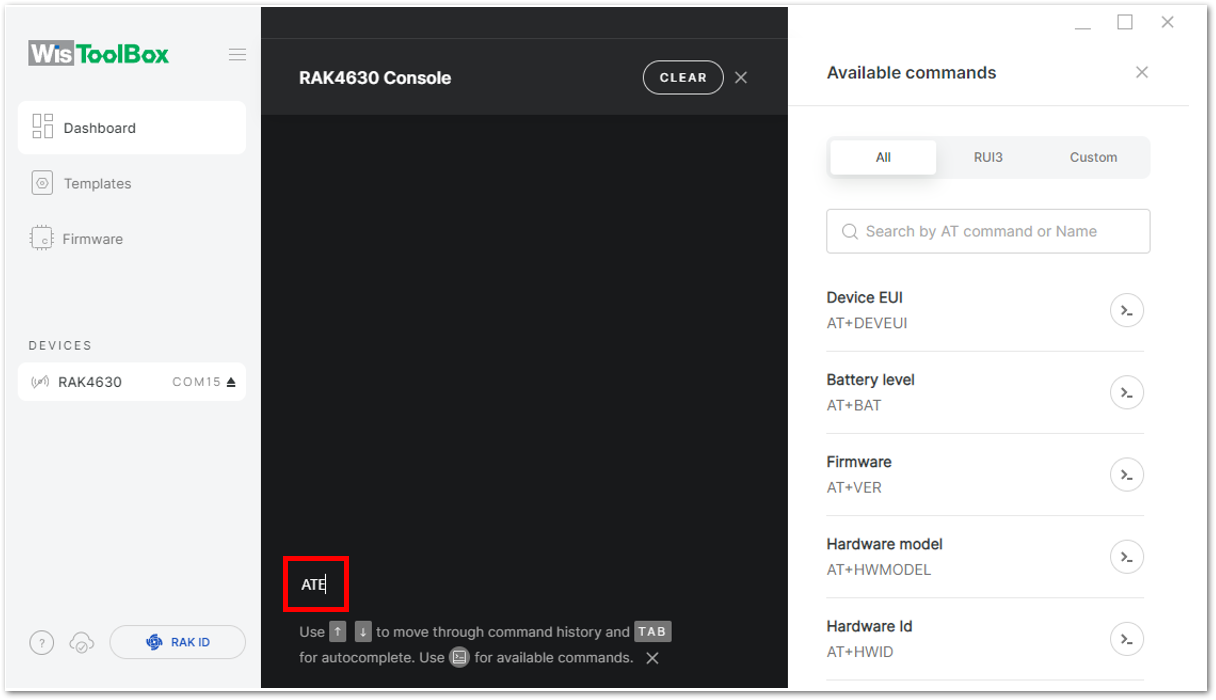 WisToolBox
Dashboard
Templates
Firmware
DEVICES
RAK4630 COM15
? RAK ID
RAK4630 Console
CLEAR
ATE
Use ↑ ↓ to move through command history and TAB
for autocomplete. Use for available commands.
Available commands
All RUI3 Custom
Search by AT command or Name
Device EUI
AT+DEVEUI
Battery level
AT+BAT
Firmware
AT+VER
Hardware model
AT+HWMODEL
Hardware Id
AT+HWID